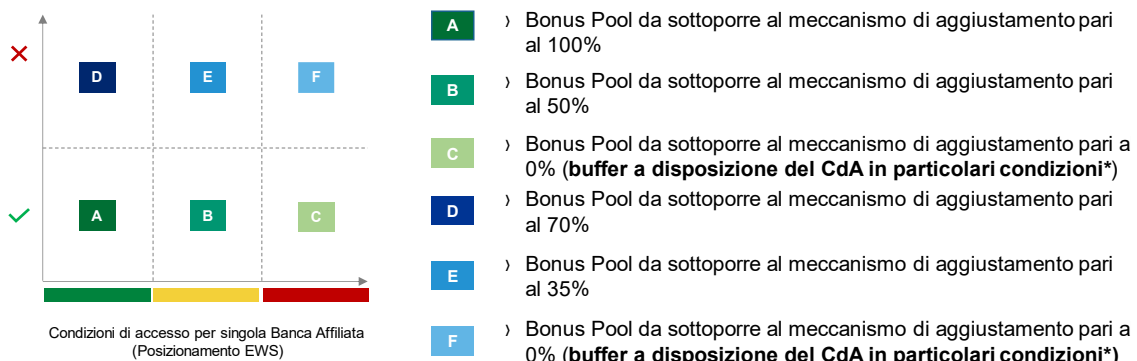 D
E
F
A
B
C
Condizioni di accesso per singola Banca Affiliata
(Posizionamento EWS)
A
› Bonus Pool da sottoporre al meccanismo di aggiustamento pari
al 100%
B
› Bonus Pool da sottoporre al meccanismo di aggiustamento pari
al 50%
C
› Bonus Pool da sottoporre al meccanismo di aggiustamento pari a
0% (buffer a disposizione del CdA in particolari condizioni*)
D
› Bonus Pool da sottoporre al meccanismo di aggiustamento pari
al 70%
E
› Bonus Pool da sottoporre al meccanismo di aggiustamento pari
al 35%
F
› Bonus Pool da sottoporre al meccanismo di aggiustamento pari a
0% (buffer a disposizione del CdA in particolari condizioni*)